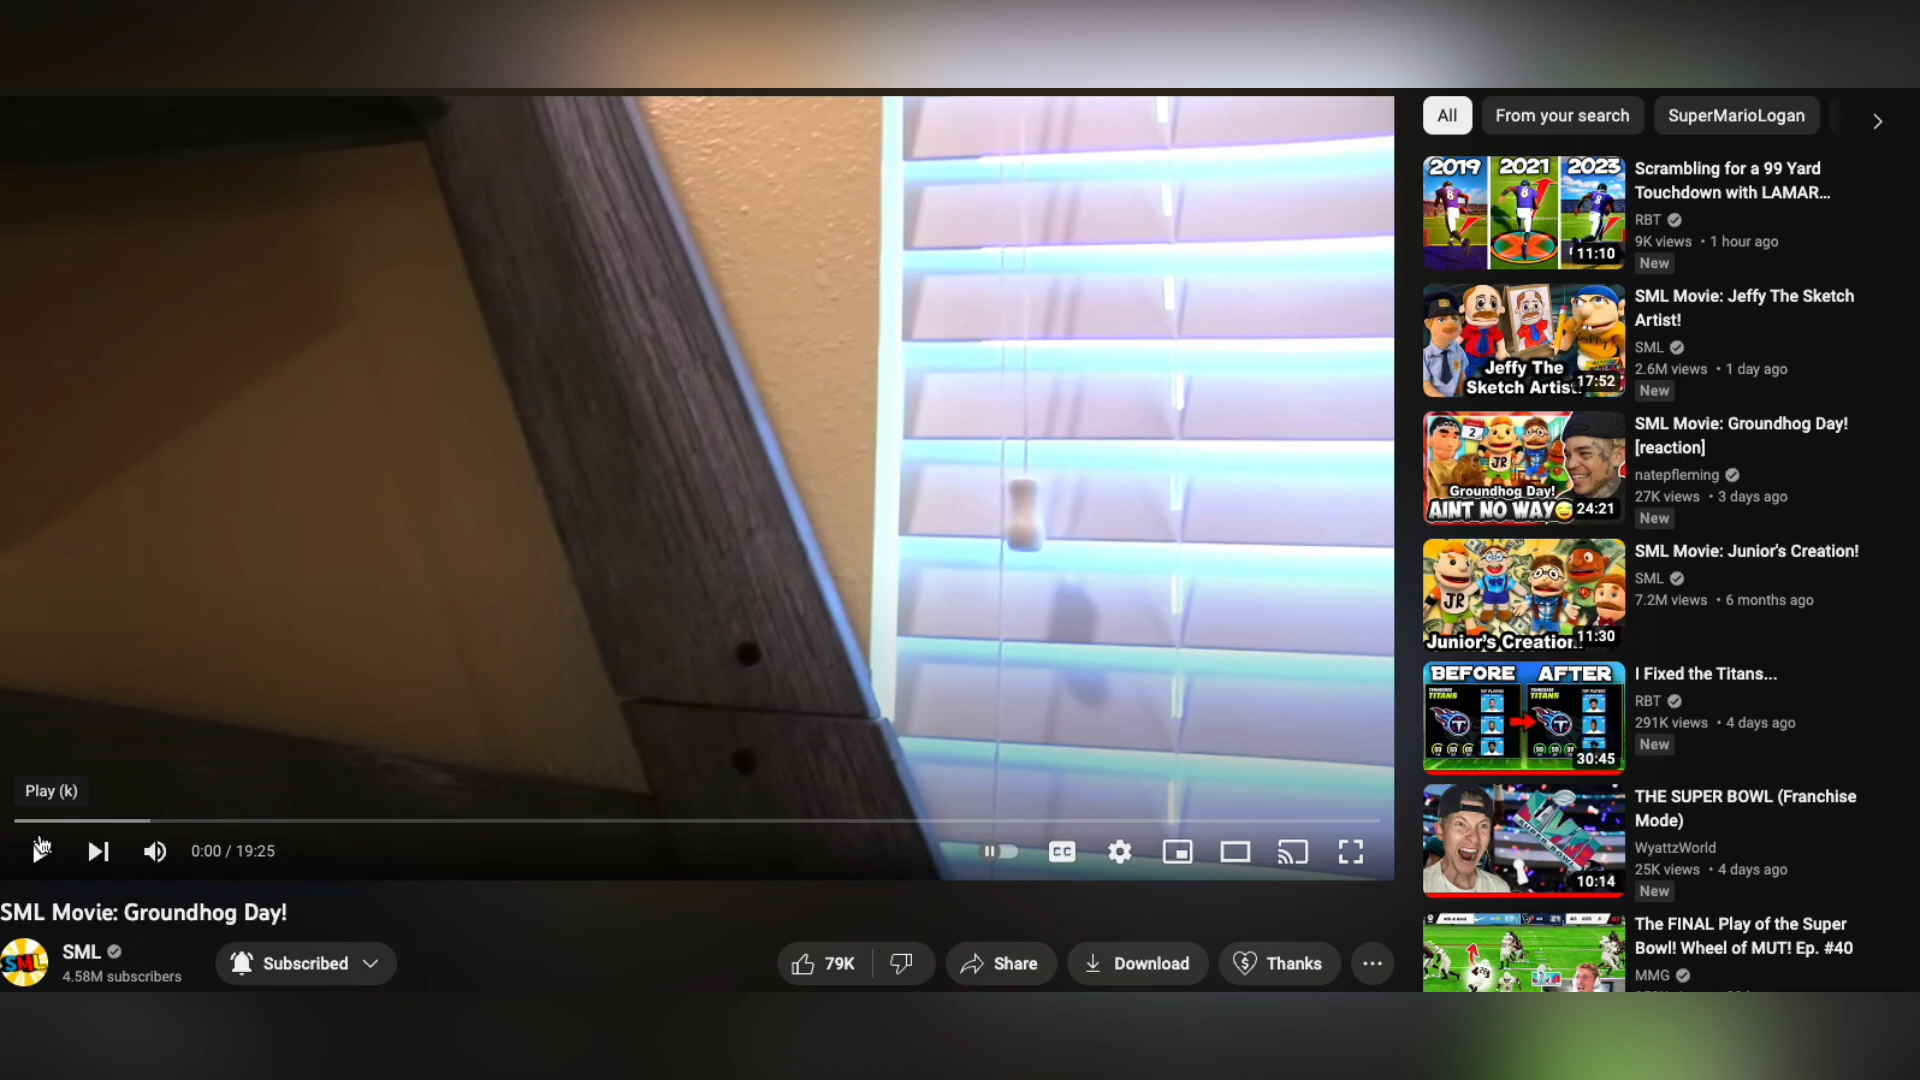 All
From your search
SuperMarioLogan
2019 2021 2023
11:10
Scrambling for a 99 Yard
Touchdown with LAMAR...
RBT
9K views • 1 hour ago
New
Jeffy The
Sketch Artist!
17:52
SML Movie: Jeffy The Sketch
Artist!
SML
2.6M views • 1 day ago
New
2
JR
Groundhog Day!
AINT NO WAY
24:21
SML Movie: Groundhog Day!
[reaction]
natepfleming
27K views • 3 days ago
New
JR
Junior's Creation!
11:30
SML Movie: Junior's Creation!
SML
7.2M views • 6 months ago
BEFORE AFTER
TITANS
TITANS
30:45
I Fixed the Titans...
RBT
291K views • 4 days ago
New
10:14
THE SUPER BOWL (Franchise
Mode)
WyattzWorld
25K views • 4 days ago
New
The FINAL Play of the Super
Bowl! Wheel of MUT! Ep. #40
MMG
Play (k)
0:00 / 19:25
CC
SML Movie: Groundhog Day!
SML
SML
4.58M subscribers
Subscribed
79K
Share
Download
Thanks